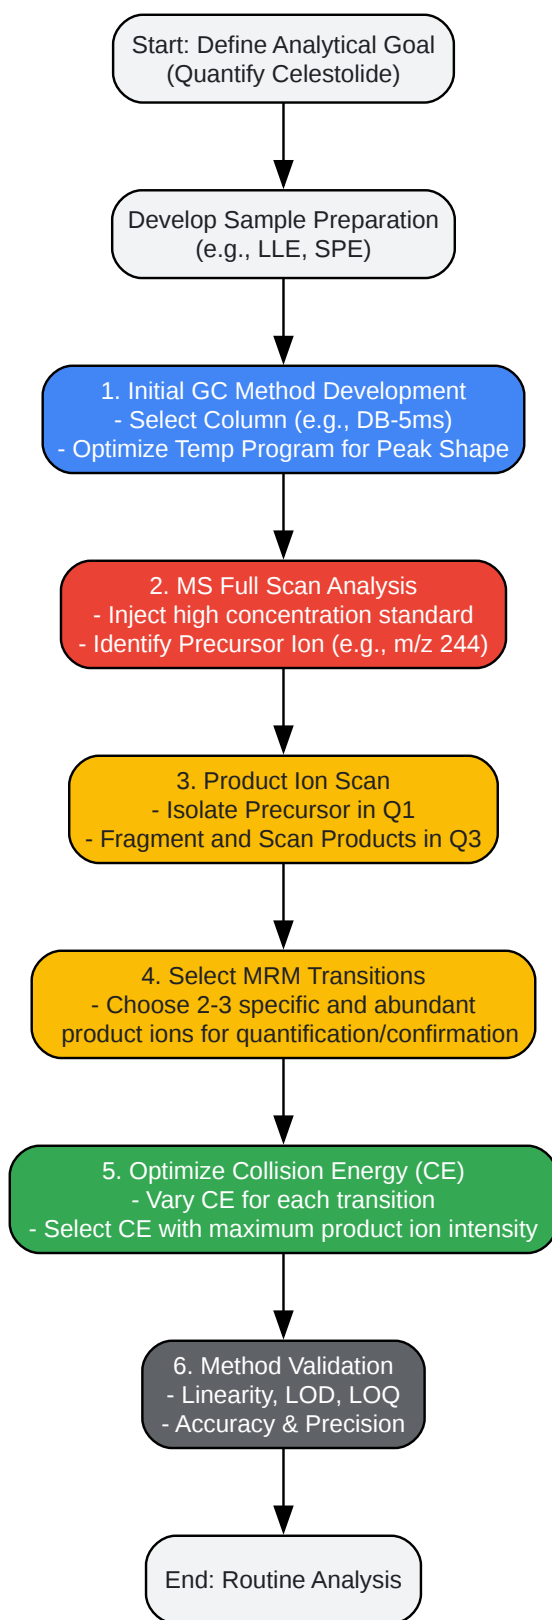 Start: Define Analytical Goal
(Quantify Celestolide)
Develop Sample Preparation
(e.g., LLE, SPE)
1. Initial GC Method Development
- Select Column (e.g., DB-5ms)
- Optimize Temp Program for Peak Shape
2. MS Full Scan Analysis
- Inject high concentration standard
- Identify Precursor Ion (e.g., m/z 244)
3. Product Ion Scan
- Isolate Precursor in Q1
- Fragment and Scan Products in Q3
4. Select MRM Transitions
- Choose 2-3 specific and abundant
product ions for quantification/confirmation
5. Optimize Collision Energy (CE)
- Vary CE for each transition
- Select CE with maximum product ion intensity
6. Method Validation
- Linearity, LOD, LOQ
- Accuracy & Precision
End: Routine Analysis